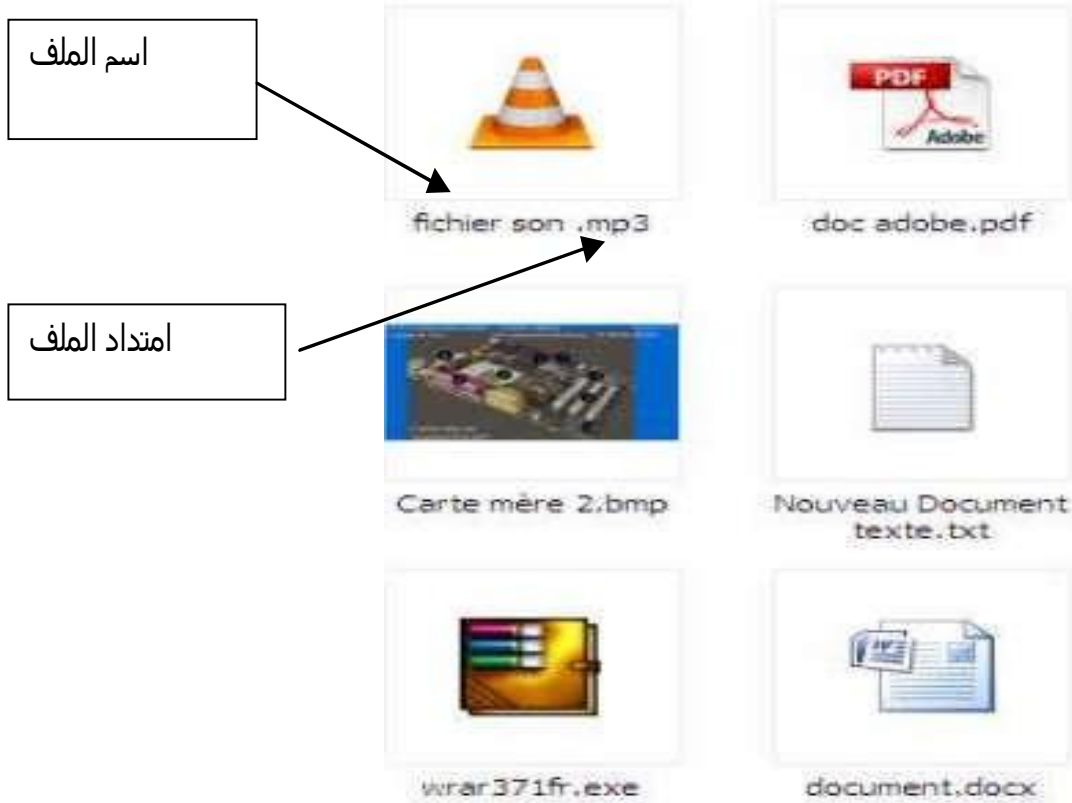 اسم الملف
PDF
Adobe
fichier son .mp3
doc adobe.pdf
امتداد الملف
Carte mère 2.bmp
Nouveau Document
texte.txt
wrar371fr.exe
document.docx